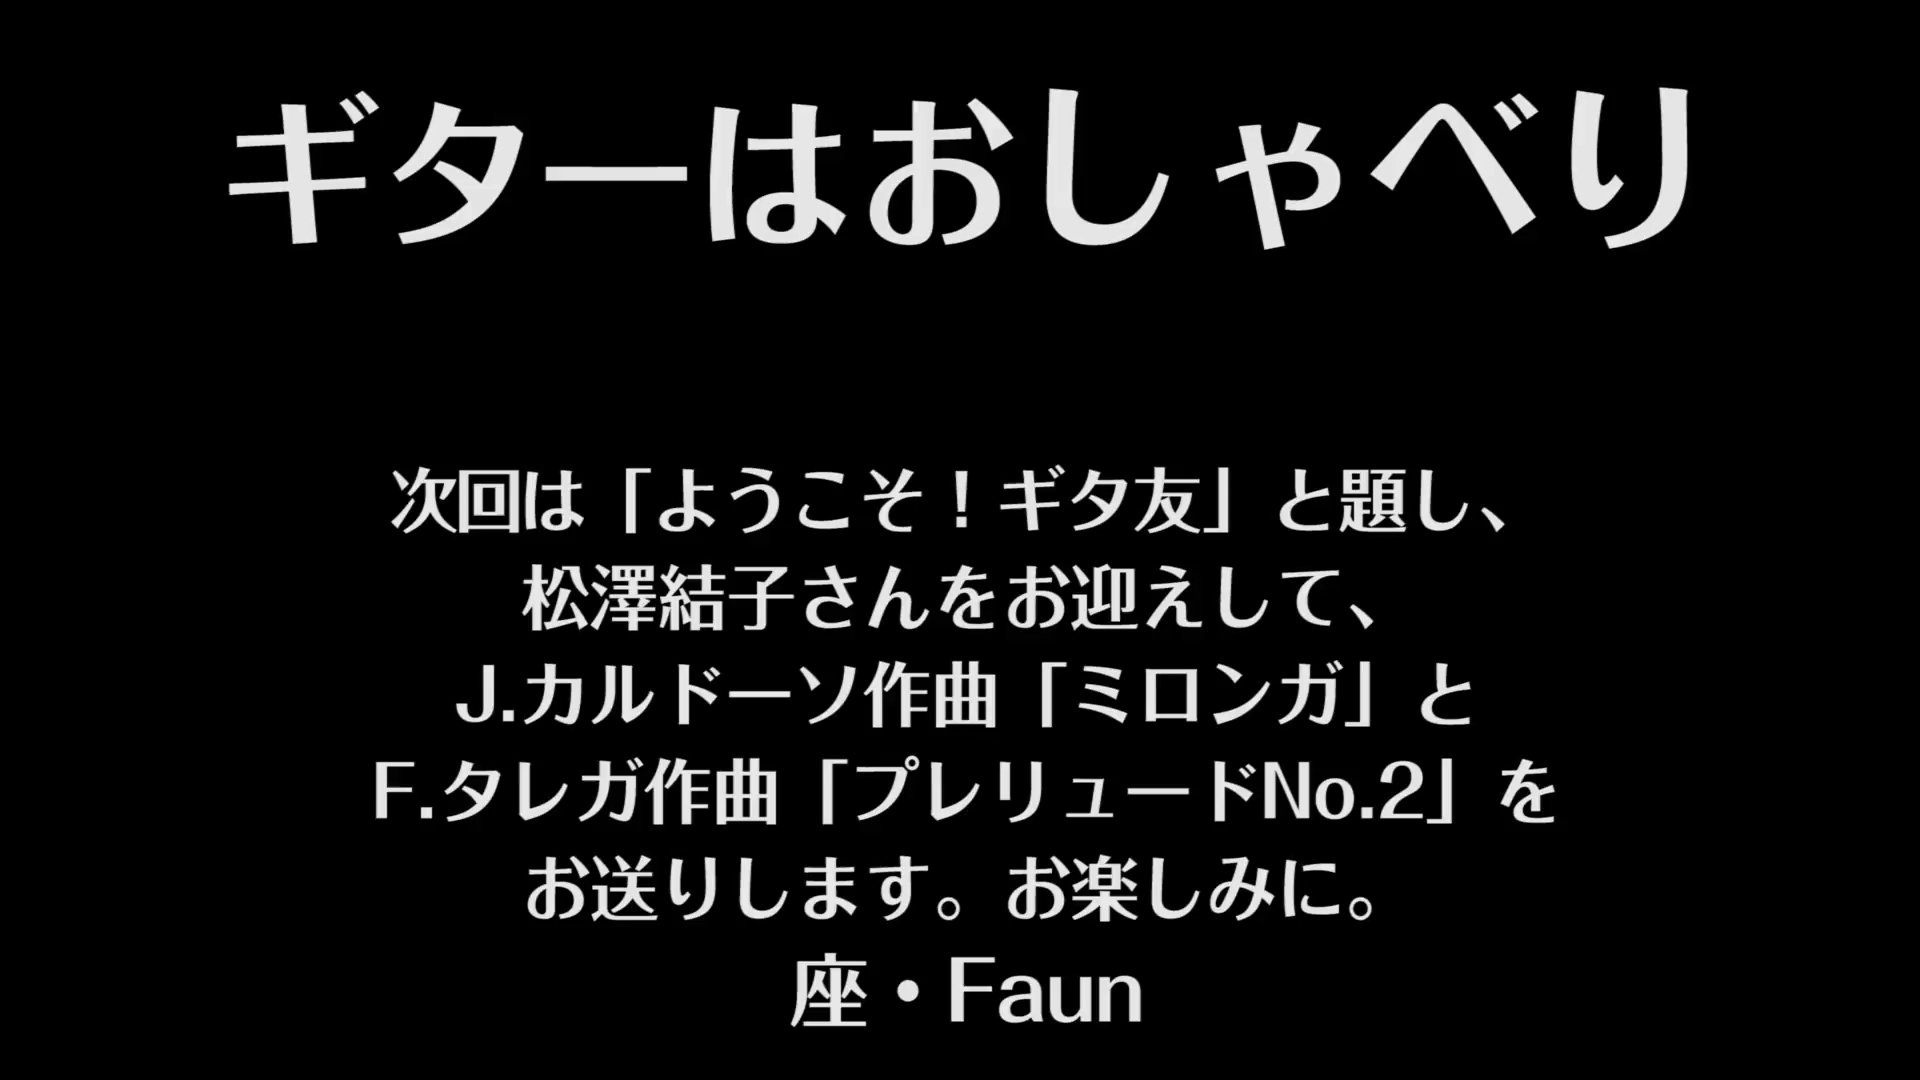 ギターはおしゃべり
次回は「ようこそ！ギタ友」と題し、
松澤結子さんをお迎えして、
J.カルドーソ作曲「ミロンガ」と
F.タレガ作曲「プレリュードNo.2」を
お送りします。お楽しみに。
座・Faun